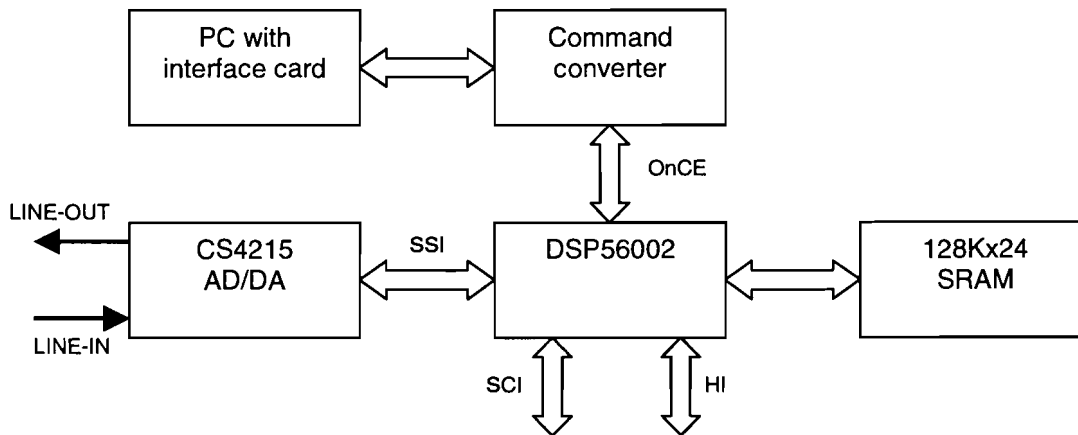 PC with
interface card
Command
converter
OnCE
LINE-OUT
CS4215
AD/DA
SSI
DSP56002
128Kx24
SRAM
LINE-IN
SCI
HI